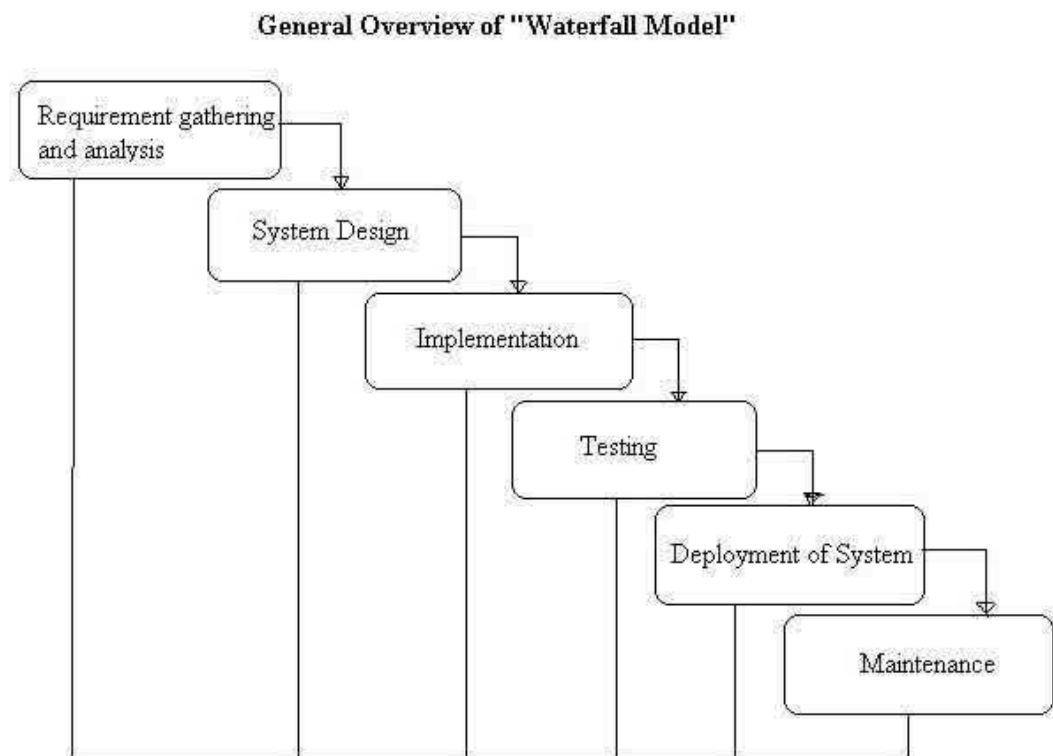 General Overview of "Waterfall Model"
Requirement gathering
and analysis
System Design
Implementation
Testing
Deployment of System
Maintenance